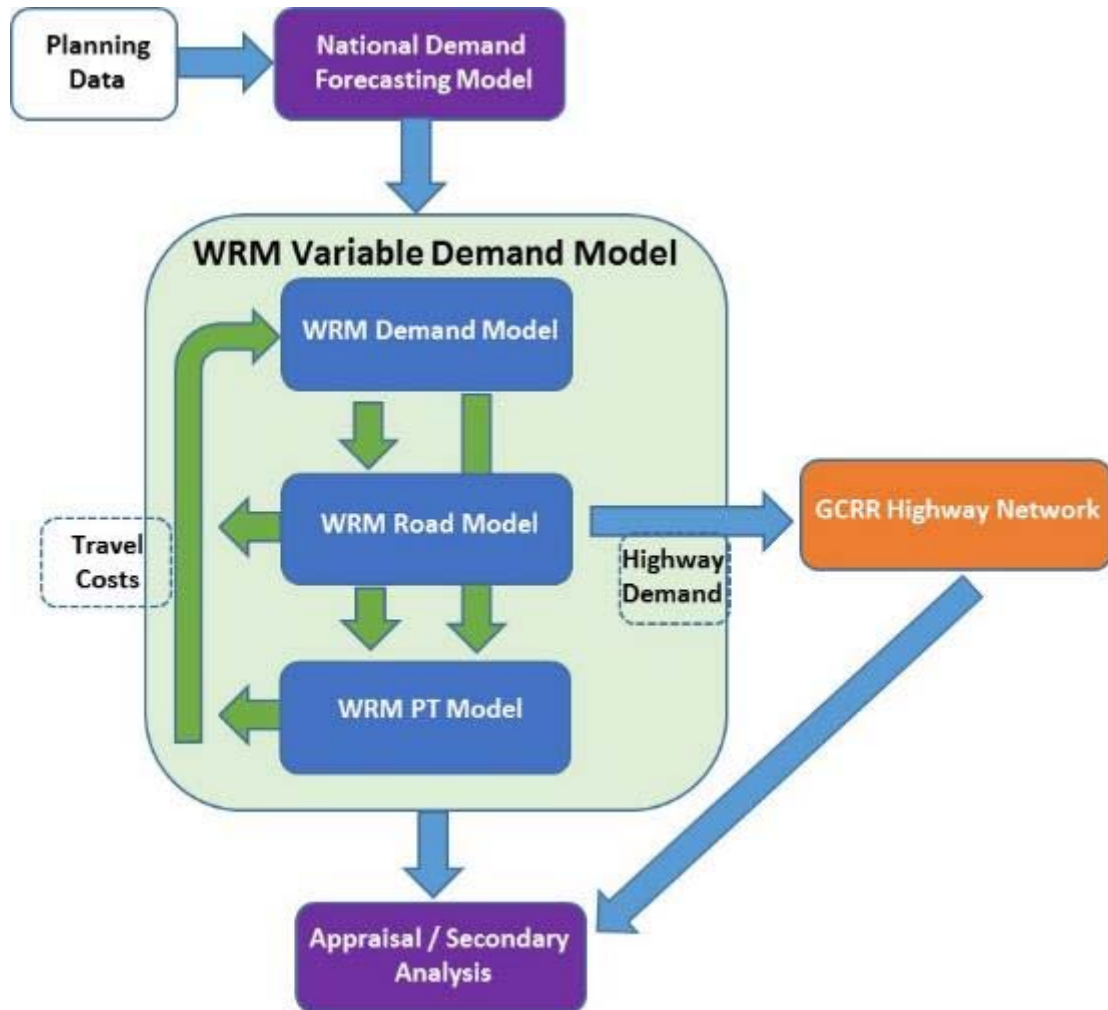 Planning
Data
National Demand
Forecasting Model
WRM Variable Demand Model
WRM Demand Model
WRM Road Model
Travel
Costs
Highway
Demand
GCRR Highway Network
WRM PT Model
Appraisal / Secondary
Analysis